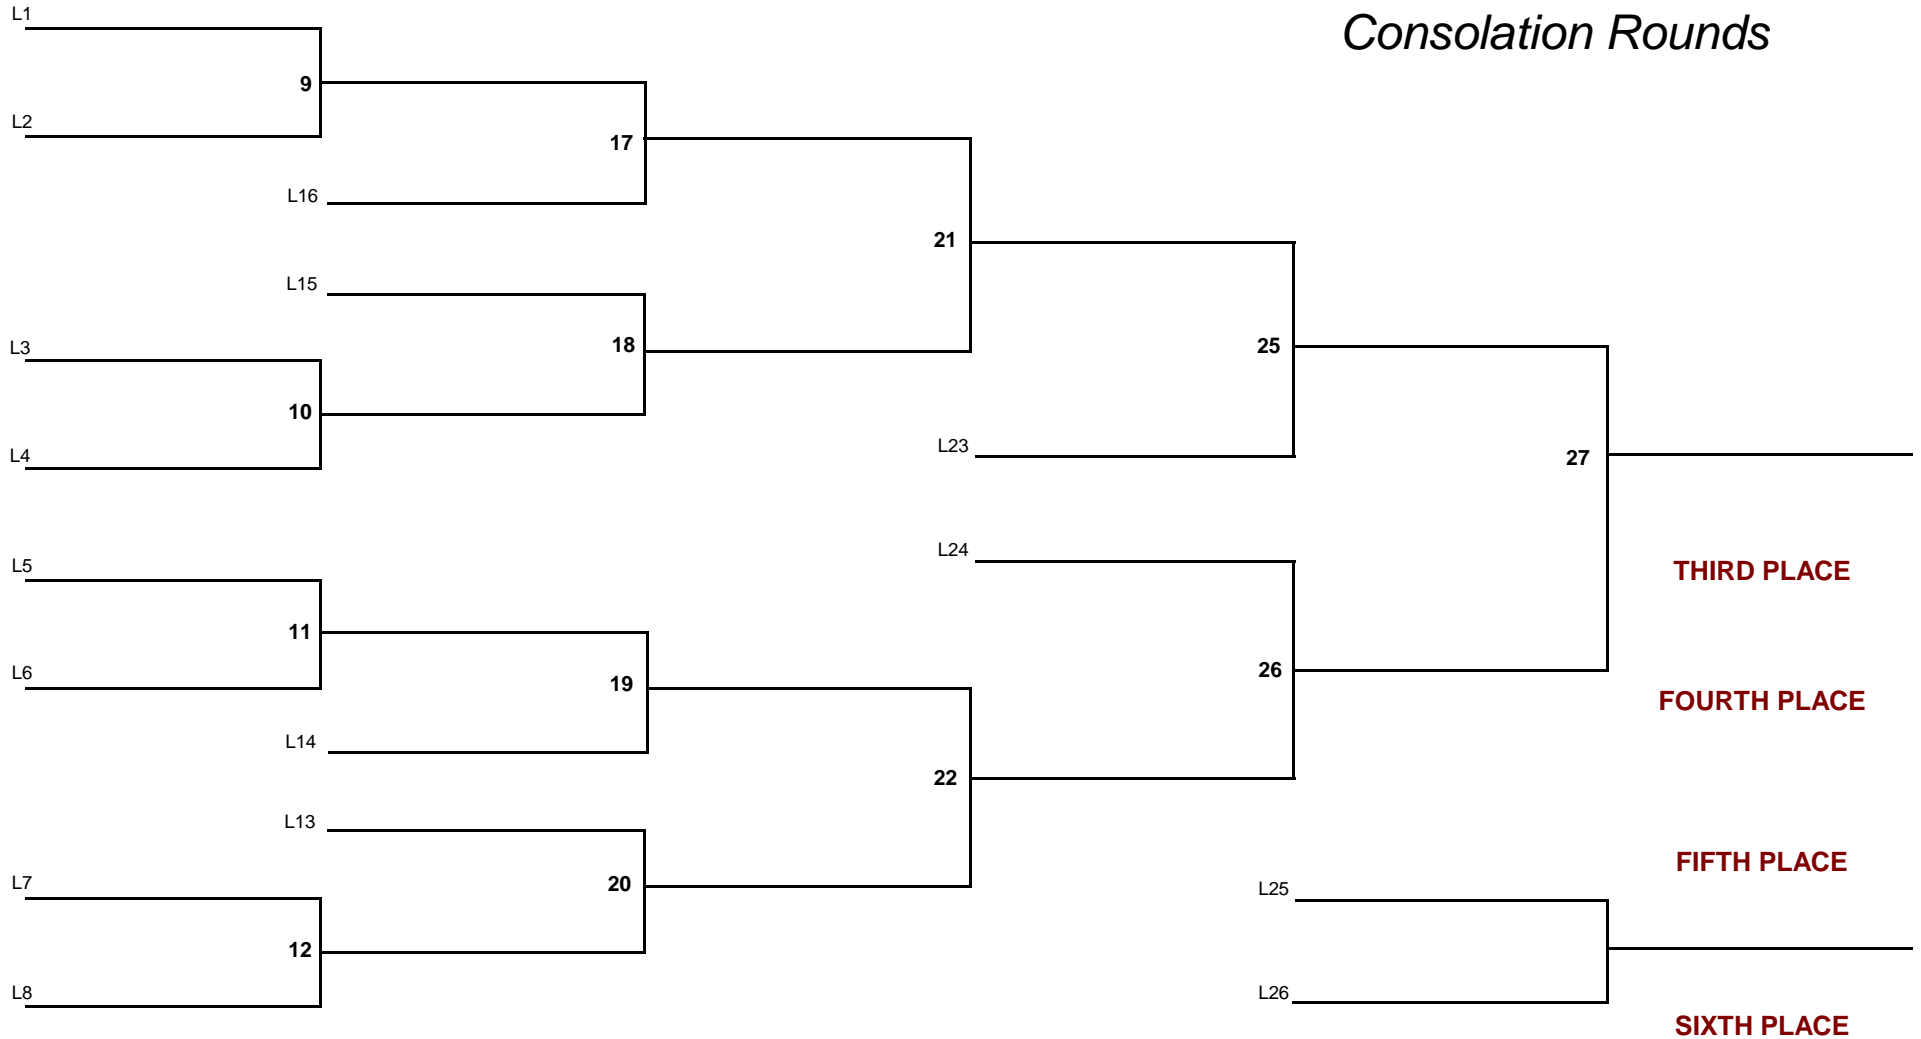 L1
Consolation Rounds
9
L2
17
L16
21
L15
L3
18
25
10
L23
L4
27
L24
L5
THIRD PLACE
11
L6
26
19
FOURTH PLACE
L14
22
L13
FIFTH PLACE
L7
20
L25
12
L8
L26
SIXTH PLACE